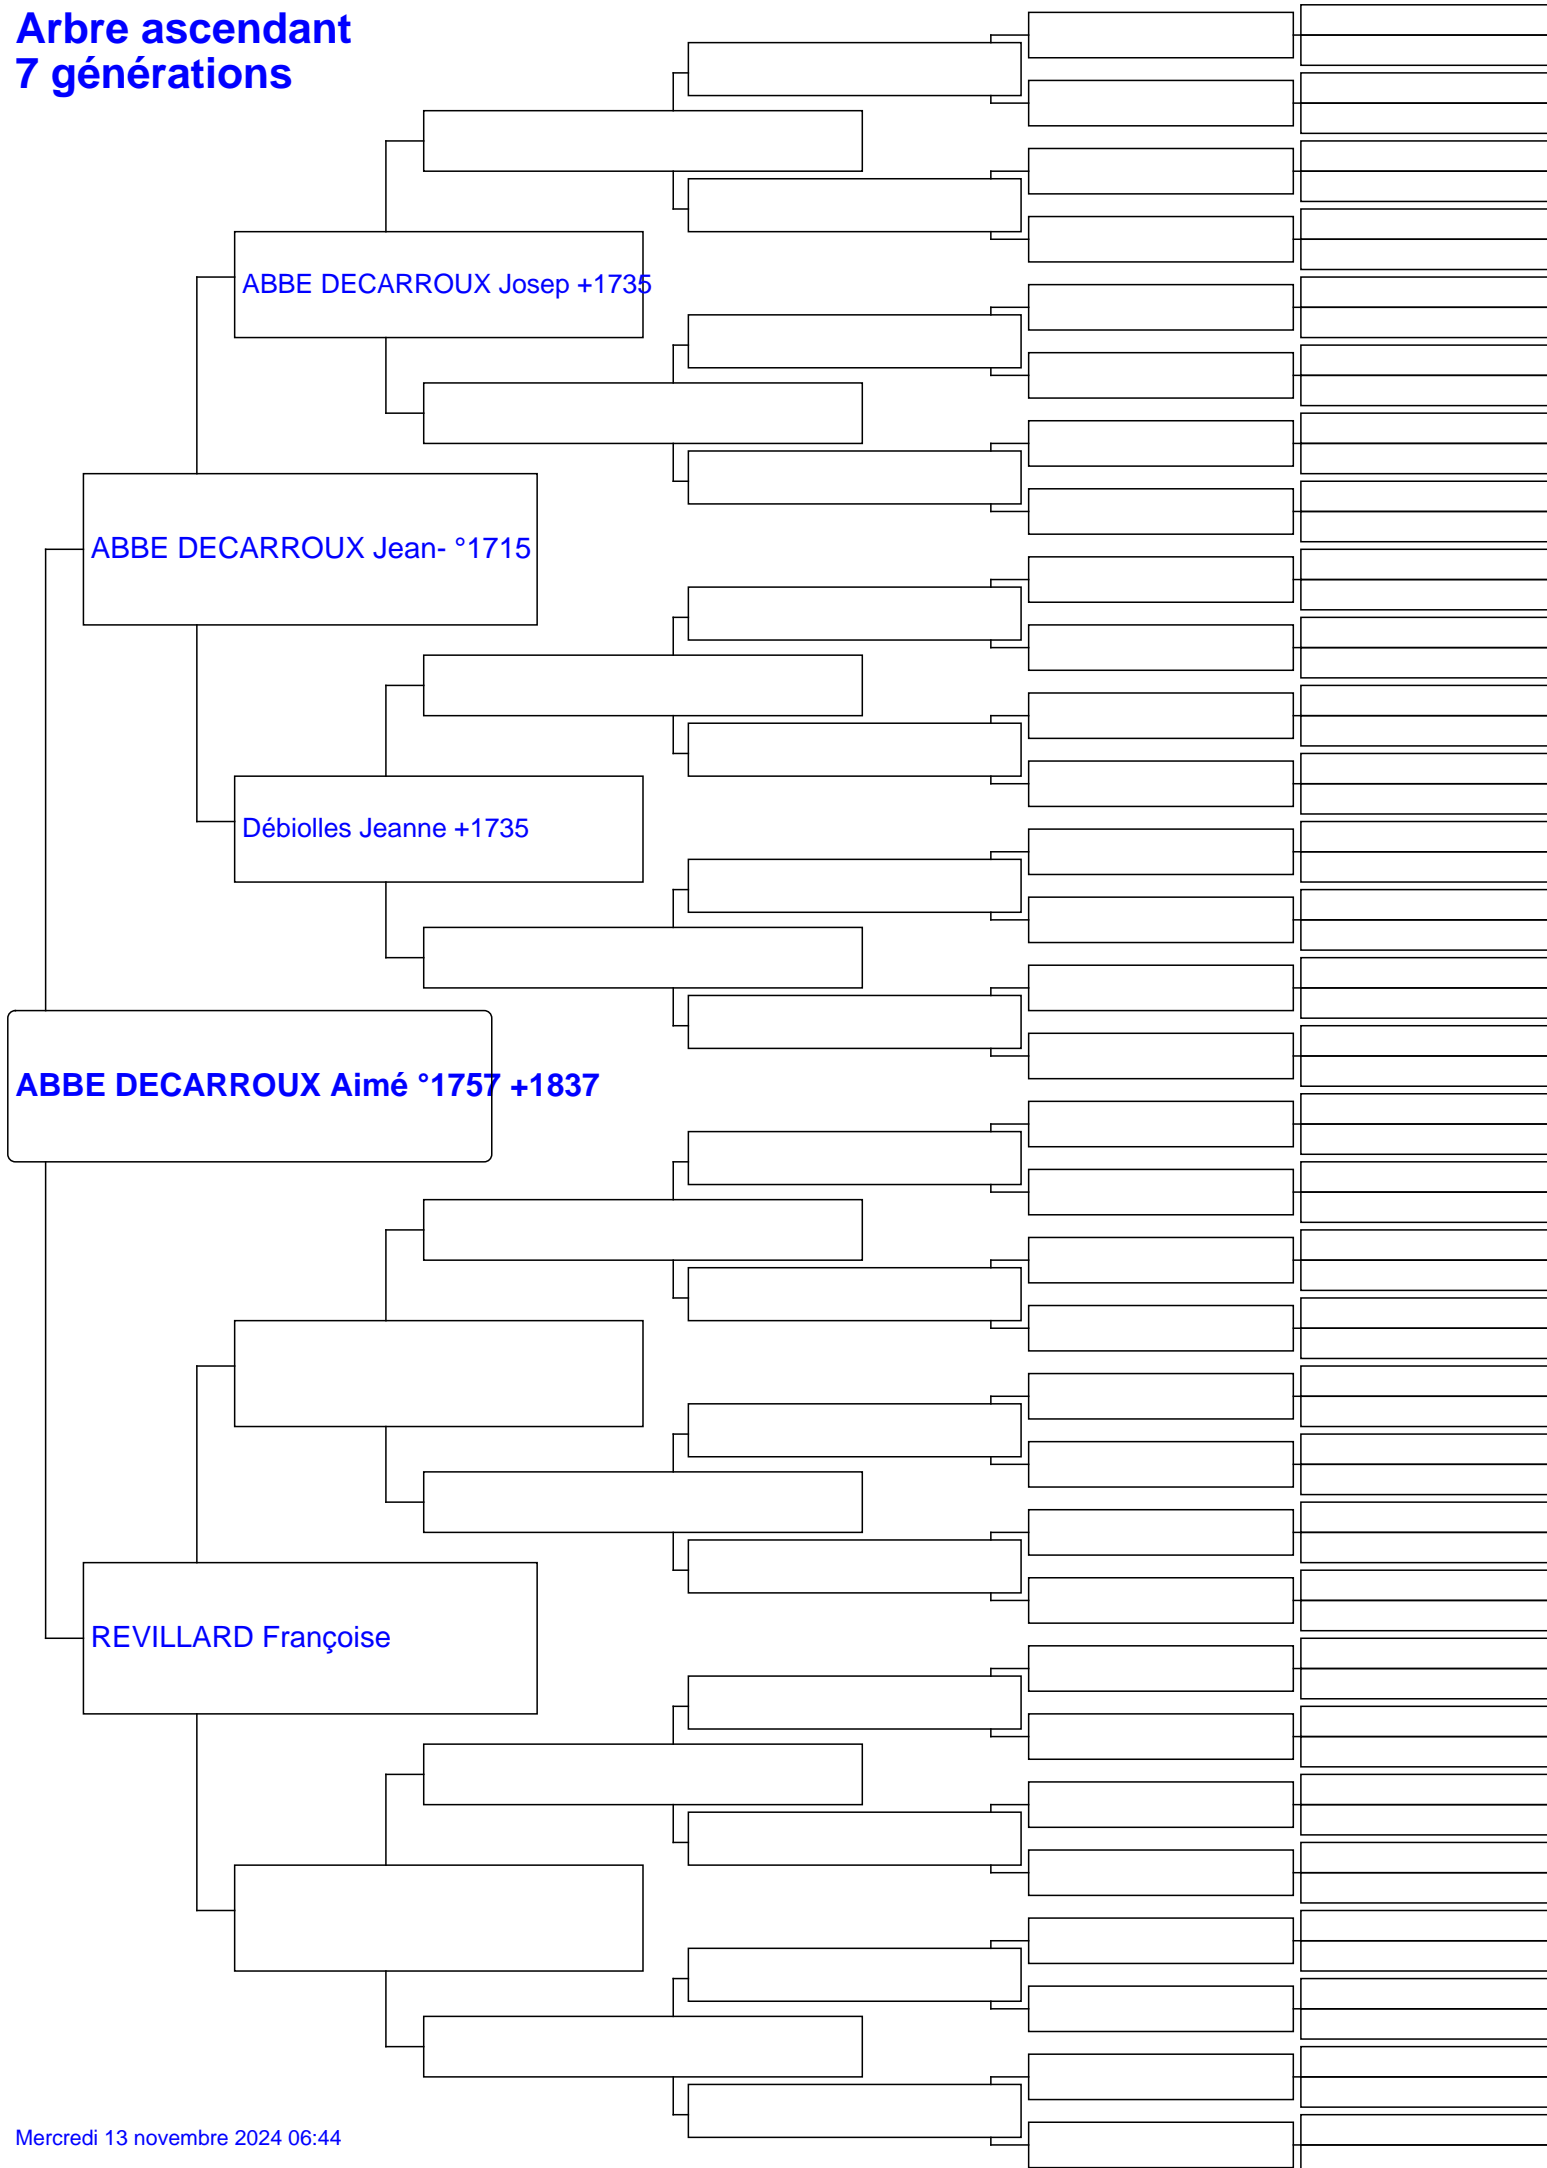 Arbre ascendant
7 générations
ABBE DECARROUX Josep +1735
ABBE DECARROUX Jean- °1715
Débiolles Jeanne +1735
ABBE DECARROUX Aimé °1757 +1837
REVILLARD Françoise
Mercredi 13 novembre 2024 06:44